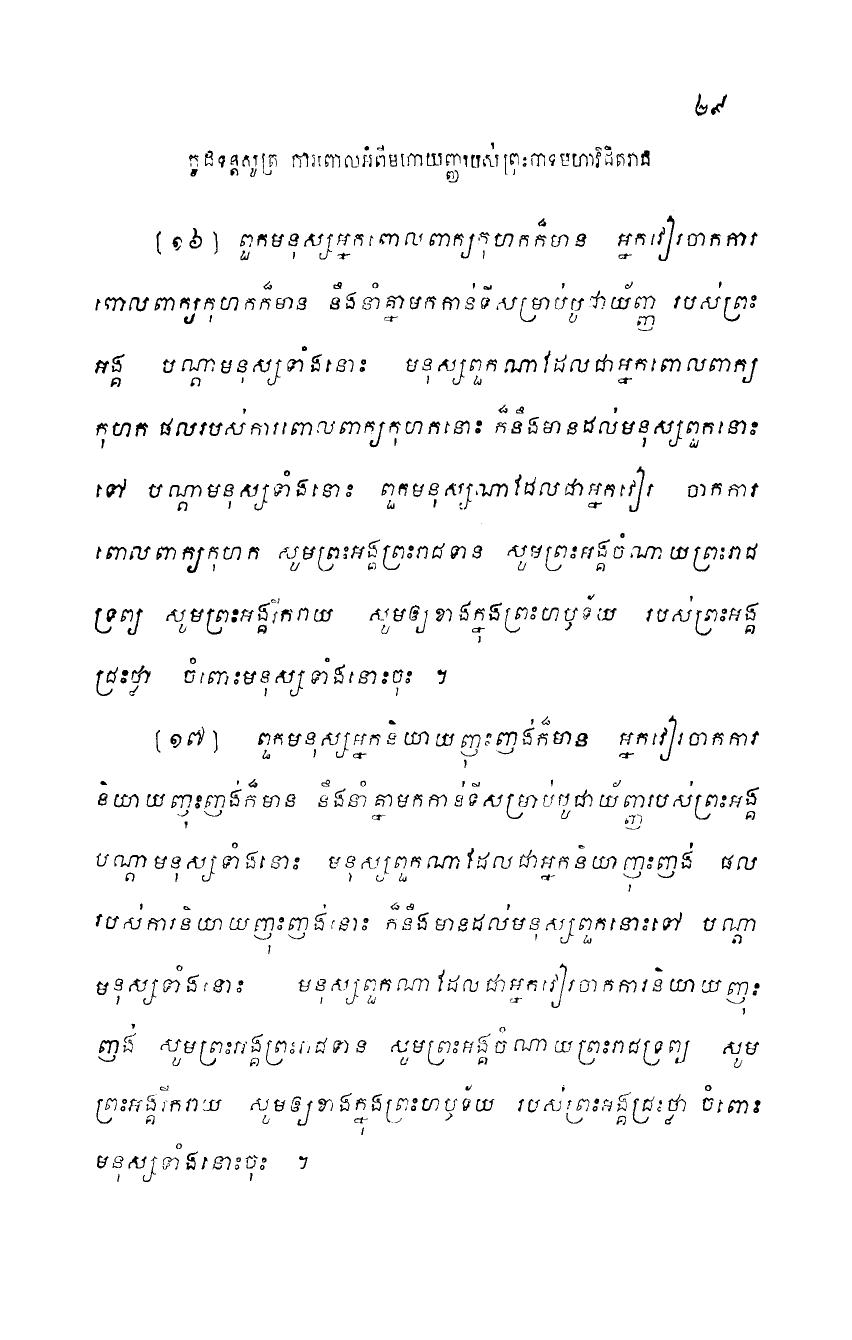 ២៩
កូដទន្តសូត្រ ការពោលអំពីមហាយញ្ញរបស់ព្រះបាទមហាវិជិតរាជ
(១៦) ពួកមនុស្សអ្នកពោលពាក្យកុហកក៏មាន អ្នកវៀរចាកការ
ពោលពាក្យកុហកក៏មាន នឹងនាំគ្នាមកកាន់ទីសម្រាប់បូជាយ័ញ្ញ របស់ព្រះ
អង្គ បណ្តាមនុស្សទាំងនោះ មនុស្សពួកណាដែលជាអ្នកពោលពាក្យ
កុហក ផលរបស់ការពោលពាក្យកុហកនោះ ក៏នឹងមានដល់មនុស្សពួកនោះ
ទៅ បណ្តាមនុស្សទាំងនោះ ពួកមនុស្សណាដែលជាអ្នកវៀរ ចាកការ
ពោលពាក្យកុហក សូមព្រះអង្គព្រះរាជទាន សូមព្រះអង្គចំណាយព្រះរាជ
ទ្រព្យ សូមព្រះអង្គរីករាយ សូមឲ្យខាងក្នុងព្រះហឫទ័យ របស់ព្រះអង្គ
ជ្រះថ្លា ចំពោះមនុស្សទាំងនោះចុះ ។
(១៧) ពួកមនុស្សអ្នកនិយាយញុះញង់ក៏មាន អ្នកវៀរចាកការ
និយាយញុះញង់ក៏មាន នឹងនាំគ្នាមកកាន់ទីសម្រាប់បូជាយ័ញ្ញរបស់ព្រះអង្គ
បណ្តាមនុស្សទាំងនោះ មនុស្សពួកណាដែលជាអ្នកនិយាញុះញង់ ផល
របស់ការនិយាយញុះញង់នោះ ក៏នឹងមានដល់មនុស្សពួកនោះទៅ បណ្តា
មនុស្សទាំងនោះ មនុស្សពួកណាដែលជាអ្នកវៀរចាកការនិយាយញុះ
ញង់ សូមព្រះអង្គព្រះរាជទាន សូមព្រះអង្គចំណាយព្រះរាជទ្រព្យ សូម
ព្រះអង្គរីករាយ សូមឲ្យខាងក្នុងព្រះហឫទ័យ របស់ព្រះអង្គជ្រះថ្លា ចំពោះ
មនុស្សទាំងនោះចុះ ។